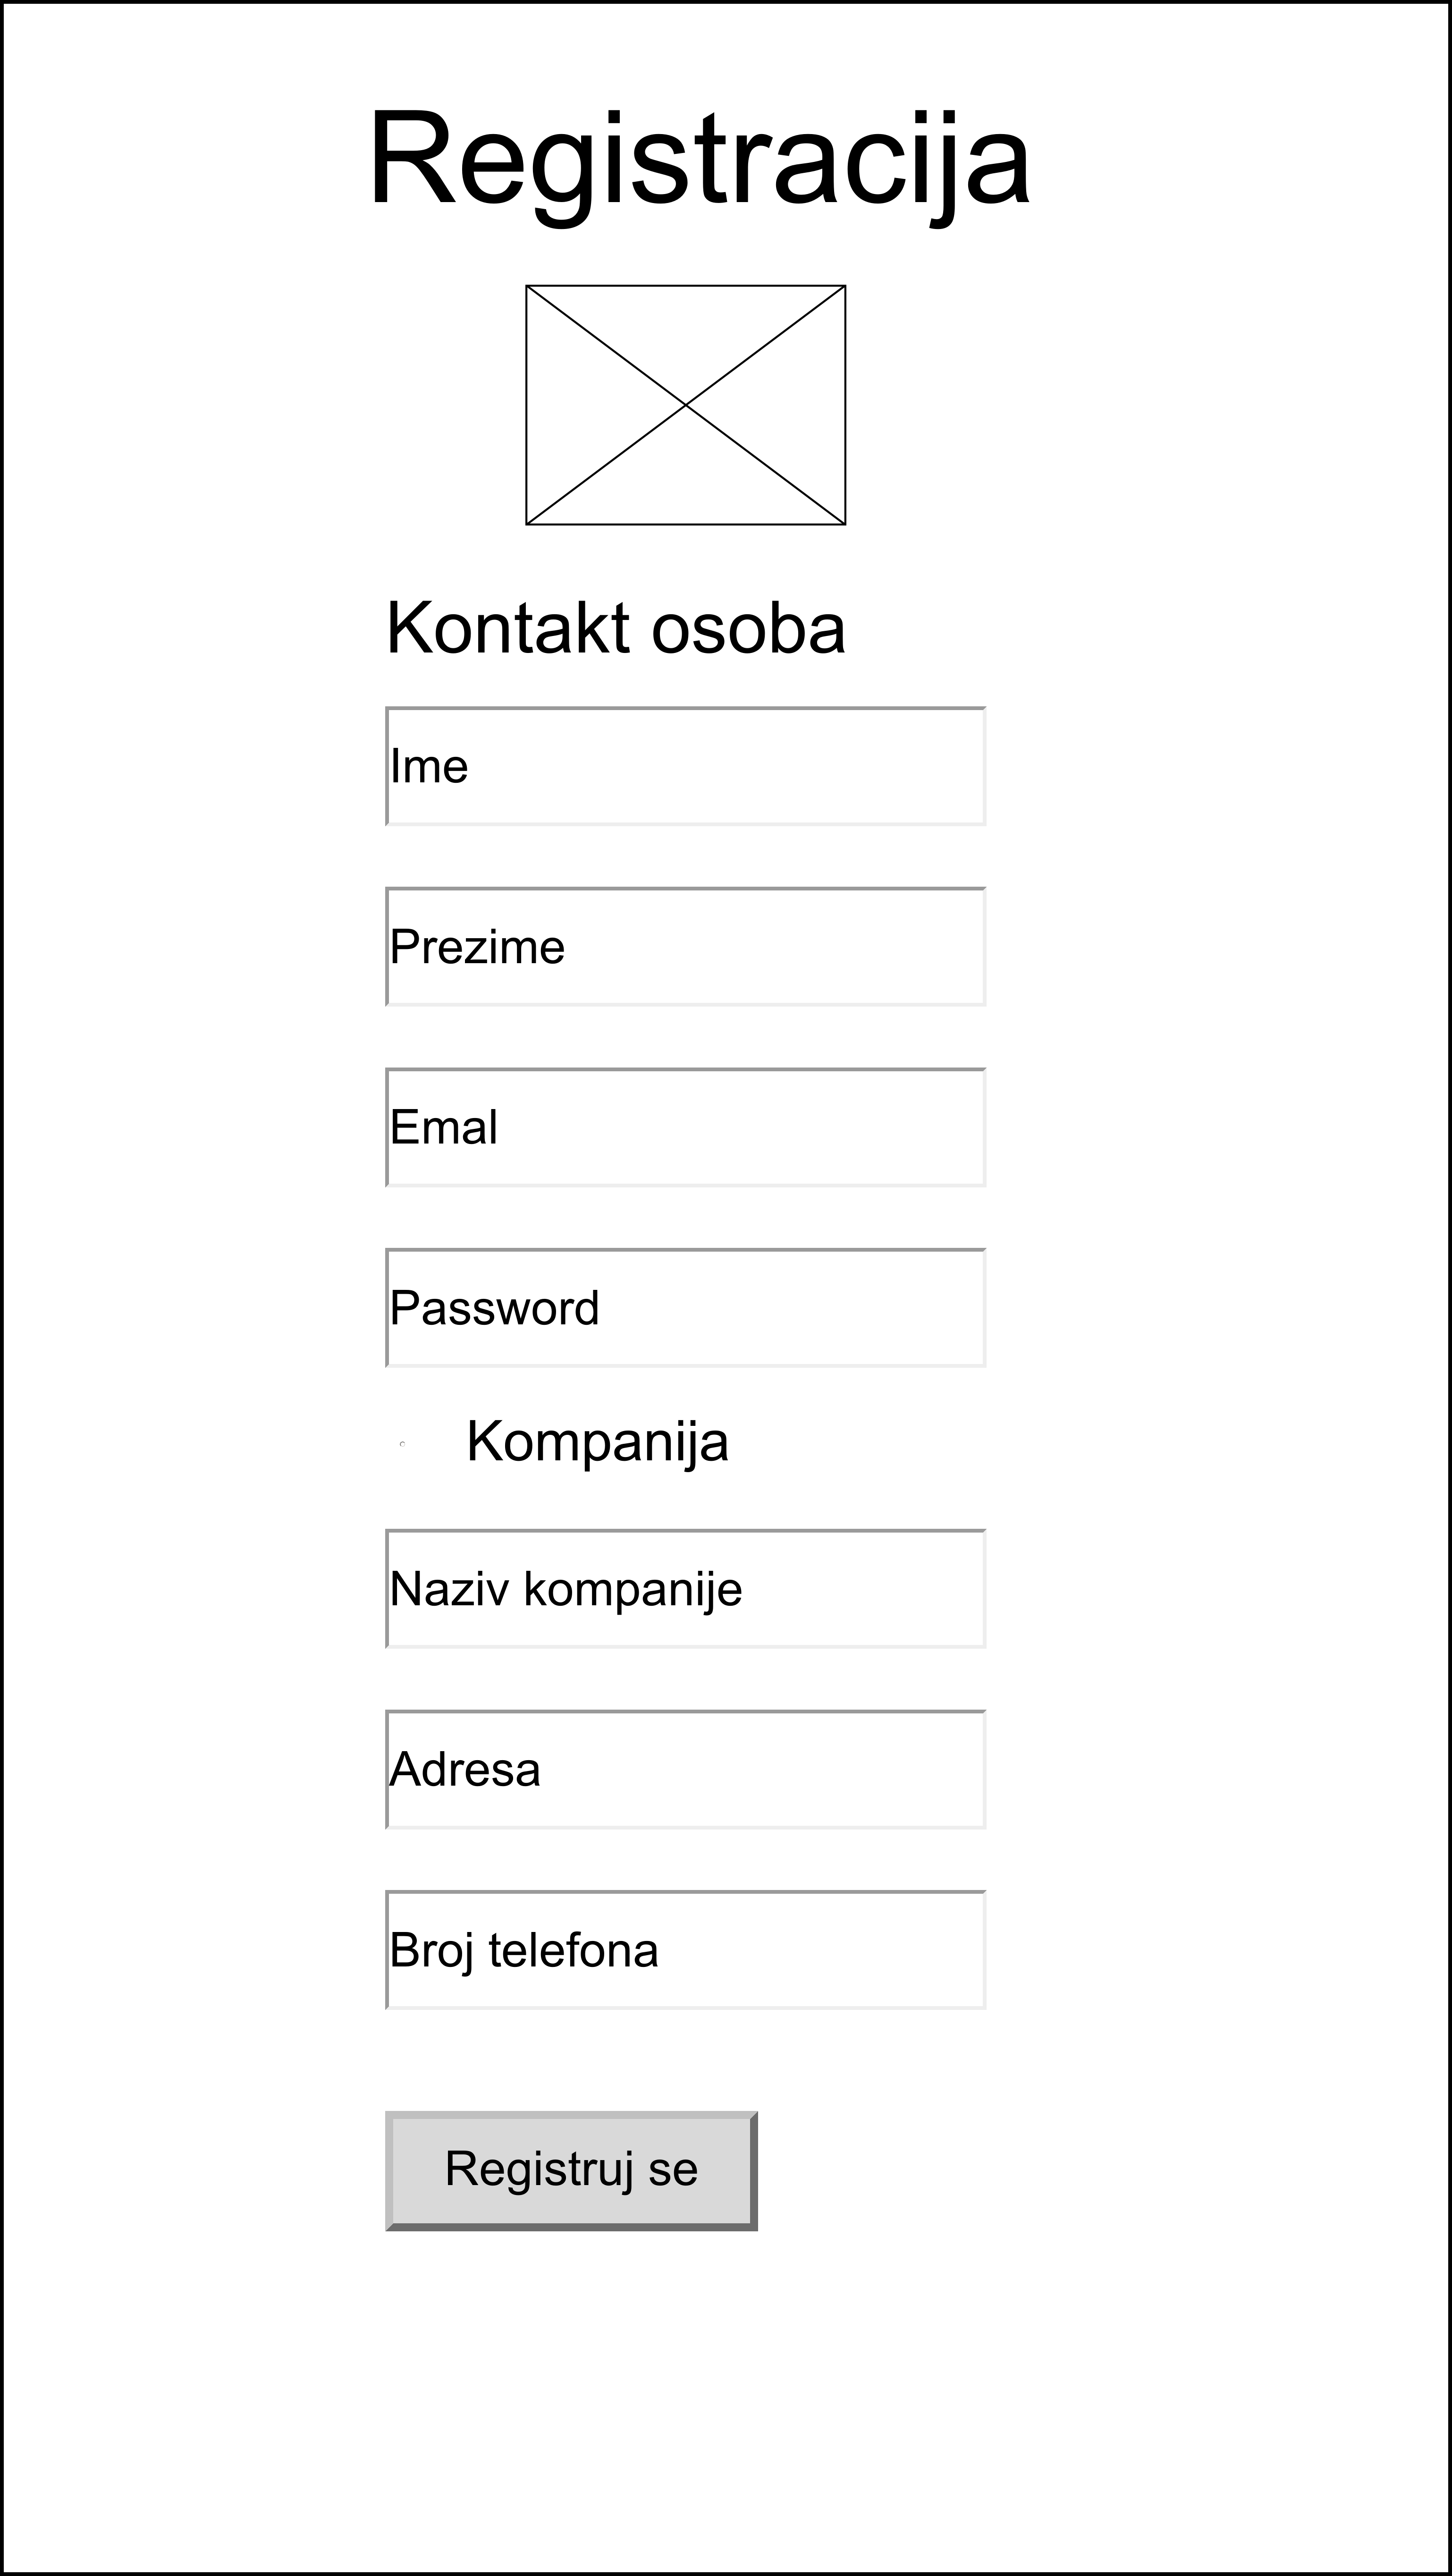 Registracija
Kontakt osoba
Ime
Prezime
Emal
Password
Kompanija
Naziv kompanije
Adresa
Broj telefona
Registruj se